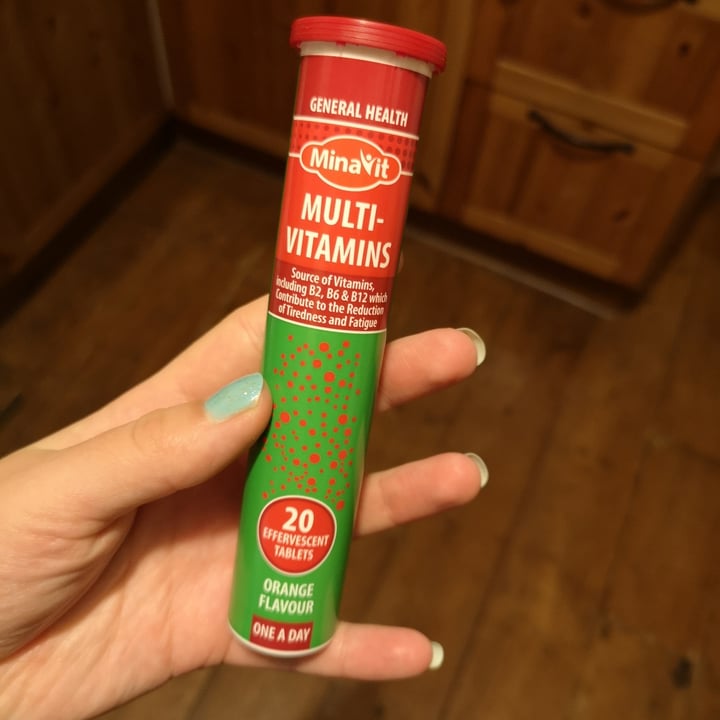 GENERAL HEALTH
MinaVit
MULTI-
VITAMINS
Source of Vitamins,
including B2, B6 & B12 which
Contribute to the Reduction
of Tiredness and Fatigue
20
EFFERVESCENT
TABLETS
ORANGE
FLAVOUR
ONE A DAY